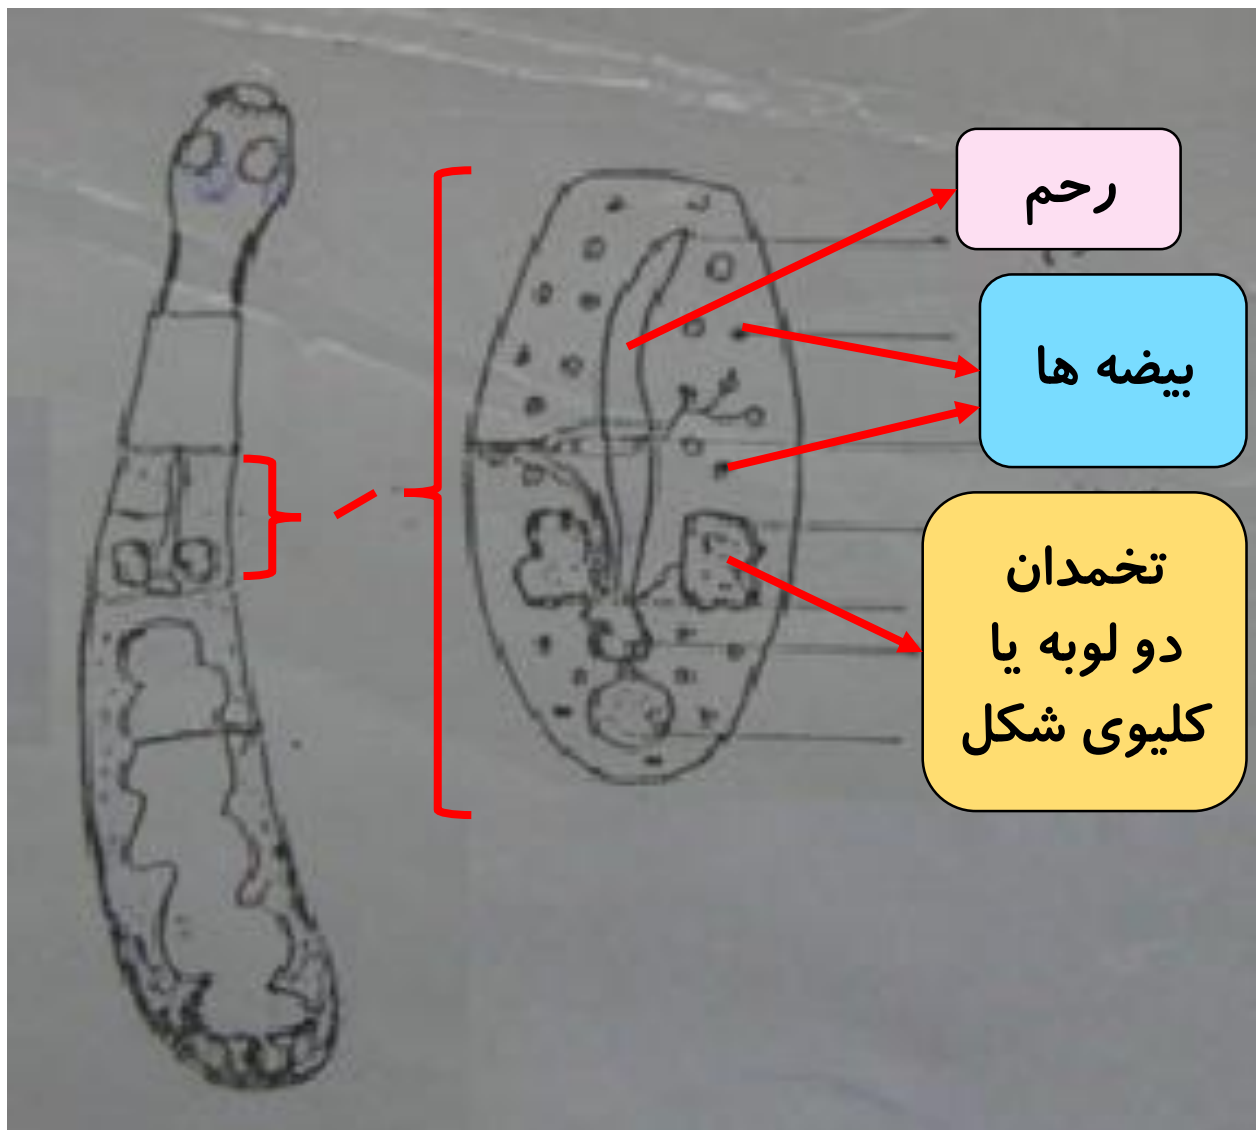 رحم
بیضه ها
تخمدان
دو لوبه یا
کلیوی شکل